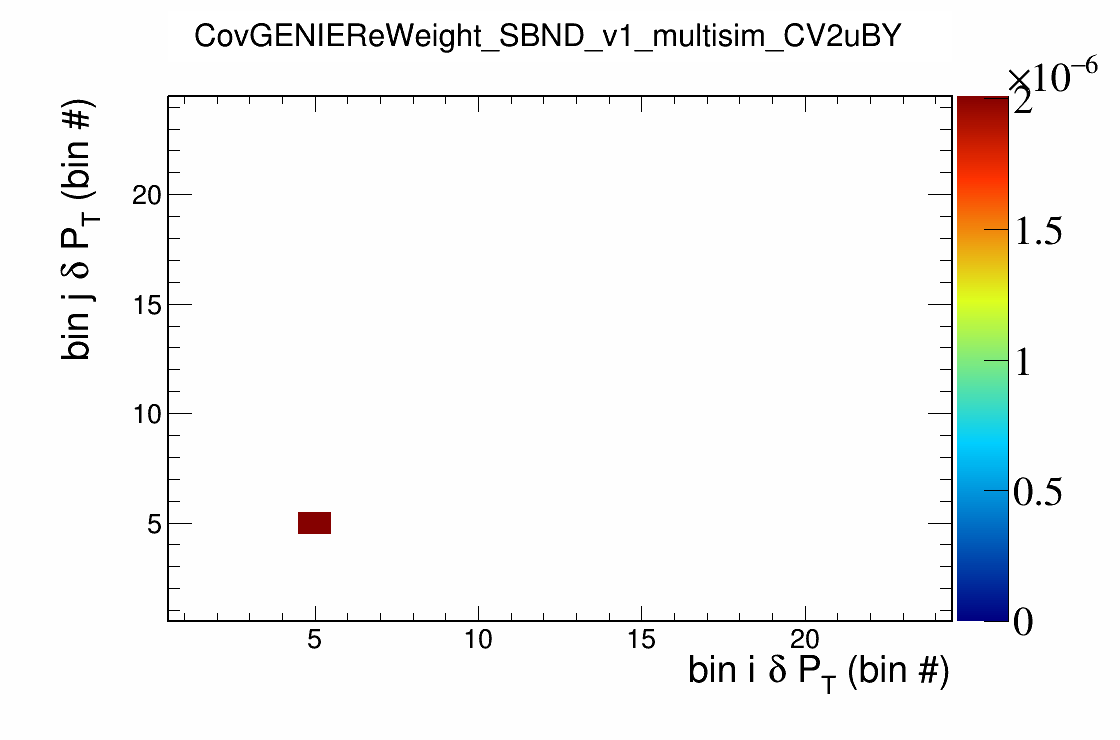 CovGENIEReWeight_SBND_v1_multisim_CV2uBY
×10⁻⁶
2
1.5
1
0.5
0
bin j δ P_T (bin #)
20
15
10
5
5 10 15 20
bin i δ P_T (bin #)